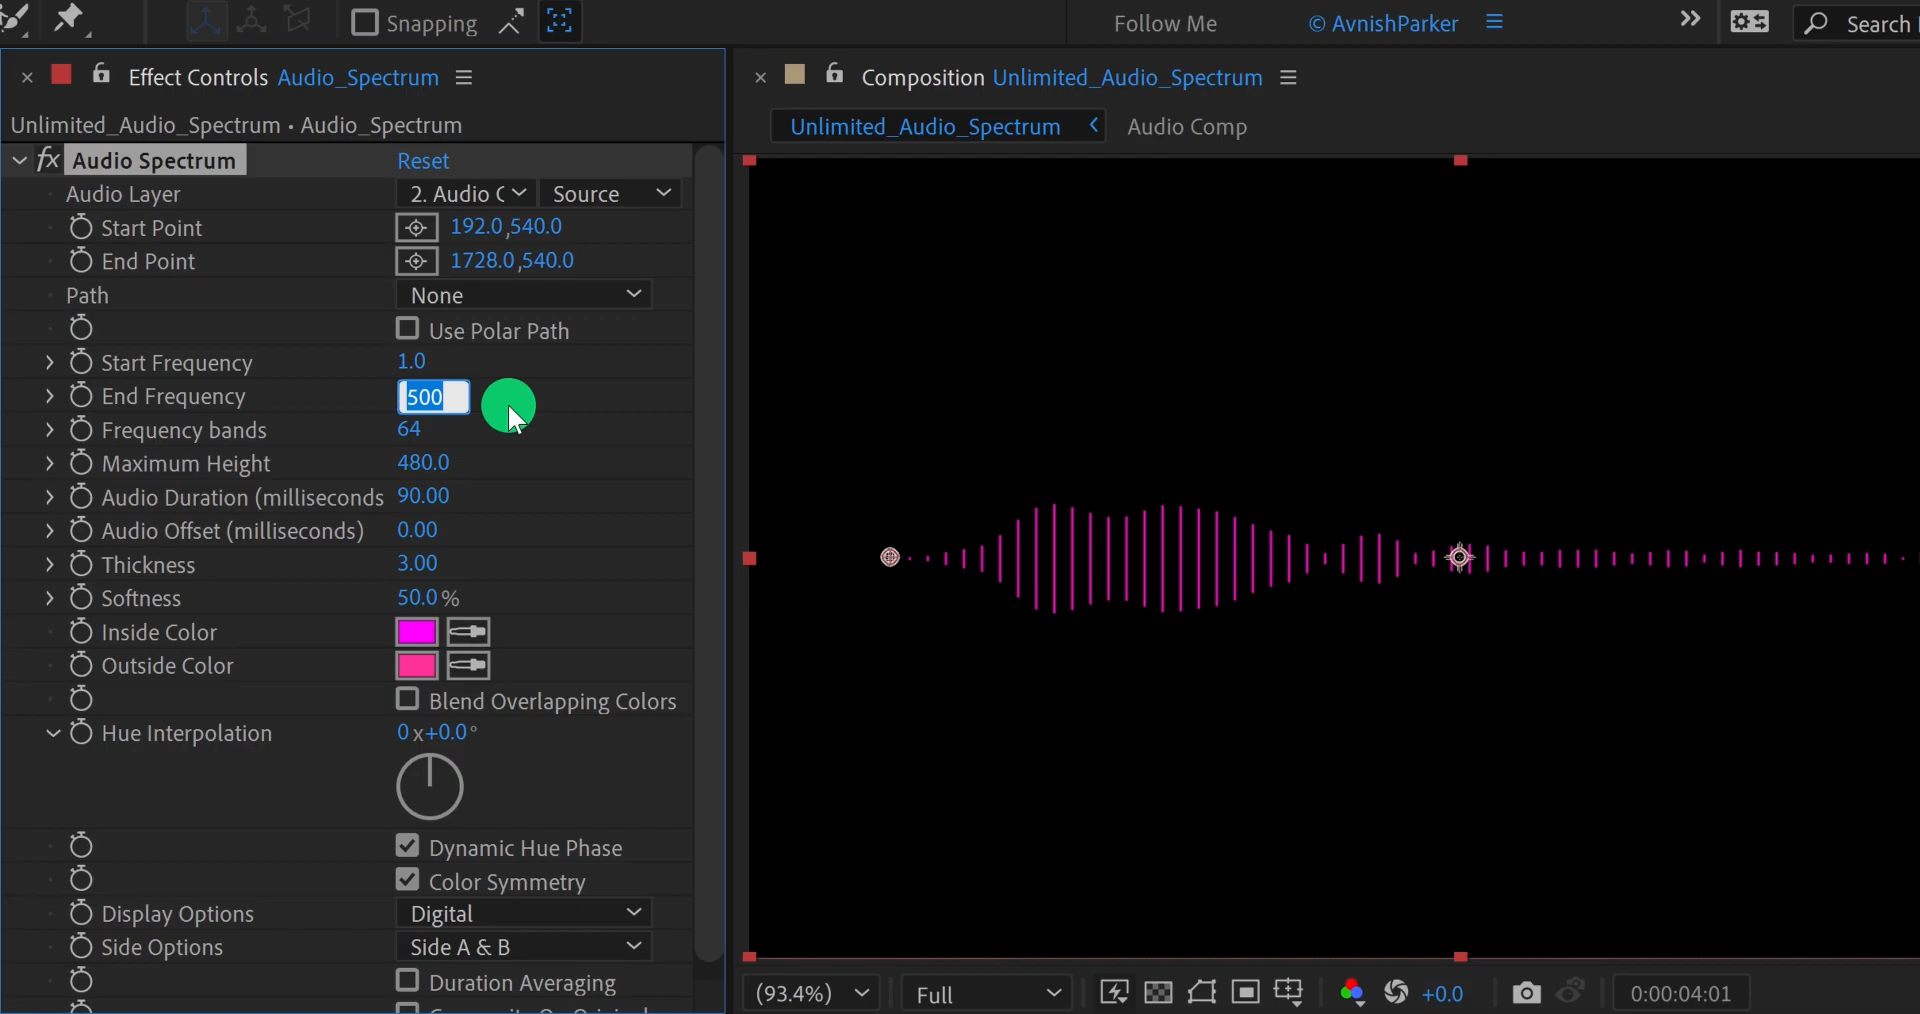 Snapping
Follow Me
© AvnishParker
Search
Effect Controls Audio_Spectrum
Unlimited_Audio_Spectrum • Audio_Spectrum
fx Audio Spectrum Reset
Audio Layer 2. Audio C Source
Start Point 192.0,540.0
End Point 1728.0,540.0
Path None
Use Polar Path
Start Frequency 1.0
End Frequency 500
Frequency bands 64
Maximum Height 480.0
Audio Duration (milliseconds 90.00
Audio Offset (milliseconds) 0.00
Thickness 3.00
Softness 50.0 %
Inside Color
Outside Color
Blend Overlapping Colors
Hue Interpolation 0 x+0.0 °
Dynamic Hue Phase
Color Symmetry
Display Options Digital
Side Options Side A & B
Duration Averaging
Composition Unlimited_Audio_Spectrum
Unlimited_Audio_Spectrum Audio Comp
(93.4%) Full +0.0 0:00:04:01